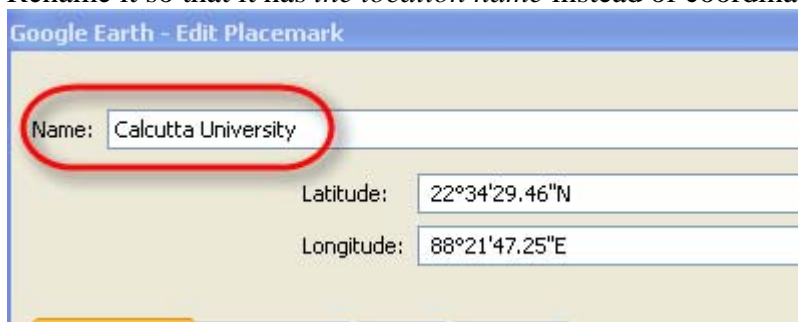 Rename it so that it has the location name instead of coordina
Google Earth - Edit Placemark
Name: Calcutta University
Latitude: 22°34'29.46"N
Longitude: 88°21'47.25"E